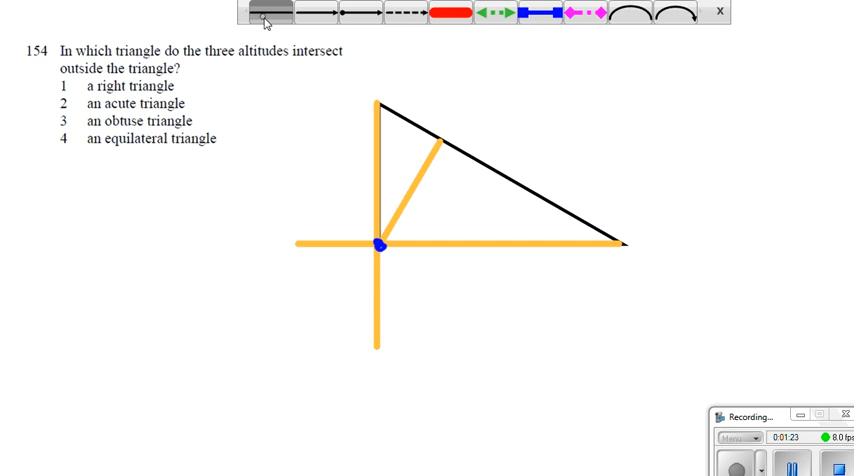 X
154 In which triangle do the three altitudes intersect
outside the triangle?
1 a right triangle
2 an acute triangle
3 an obtuse triangle
4 an equilateral triangle
Recording...
Menu 0:01:23 8.0 fps